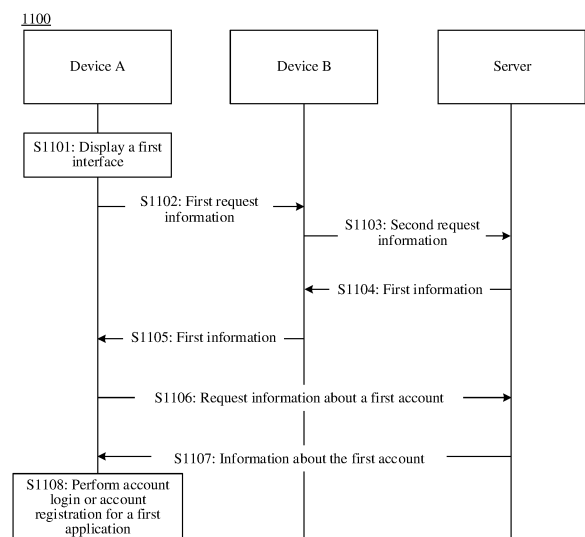 1100
Device A
Device B
Server
S1101: Display a first
interface
S1102: First request
information
S1103: Second request
information
S1104: First information
S1105: First information
S1106: Request information about a first account
S1107: Information about the first account
S1108: Perform account
login or account
registration for a first
application